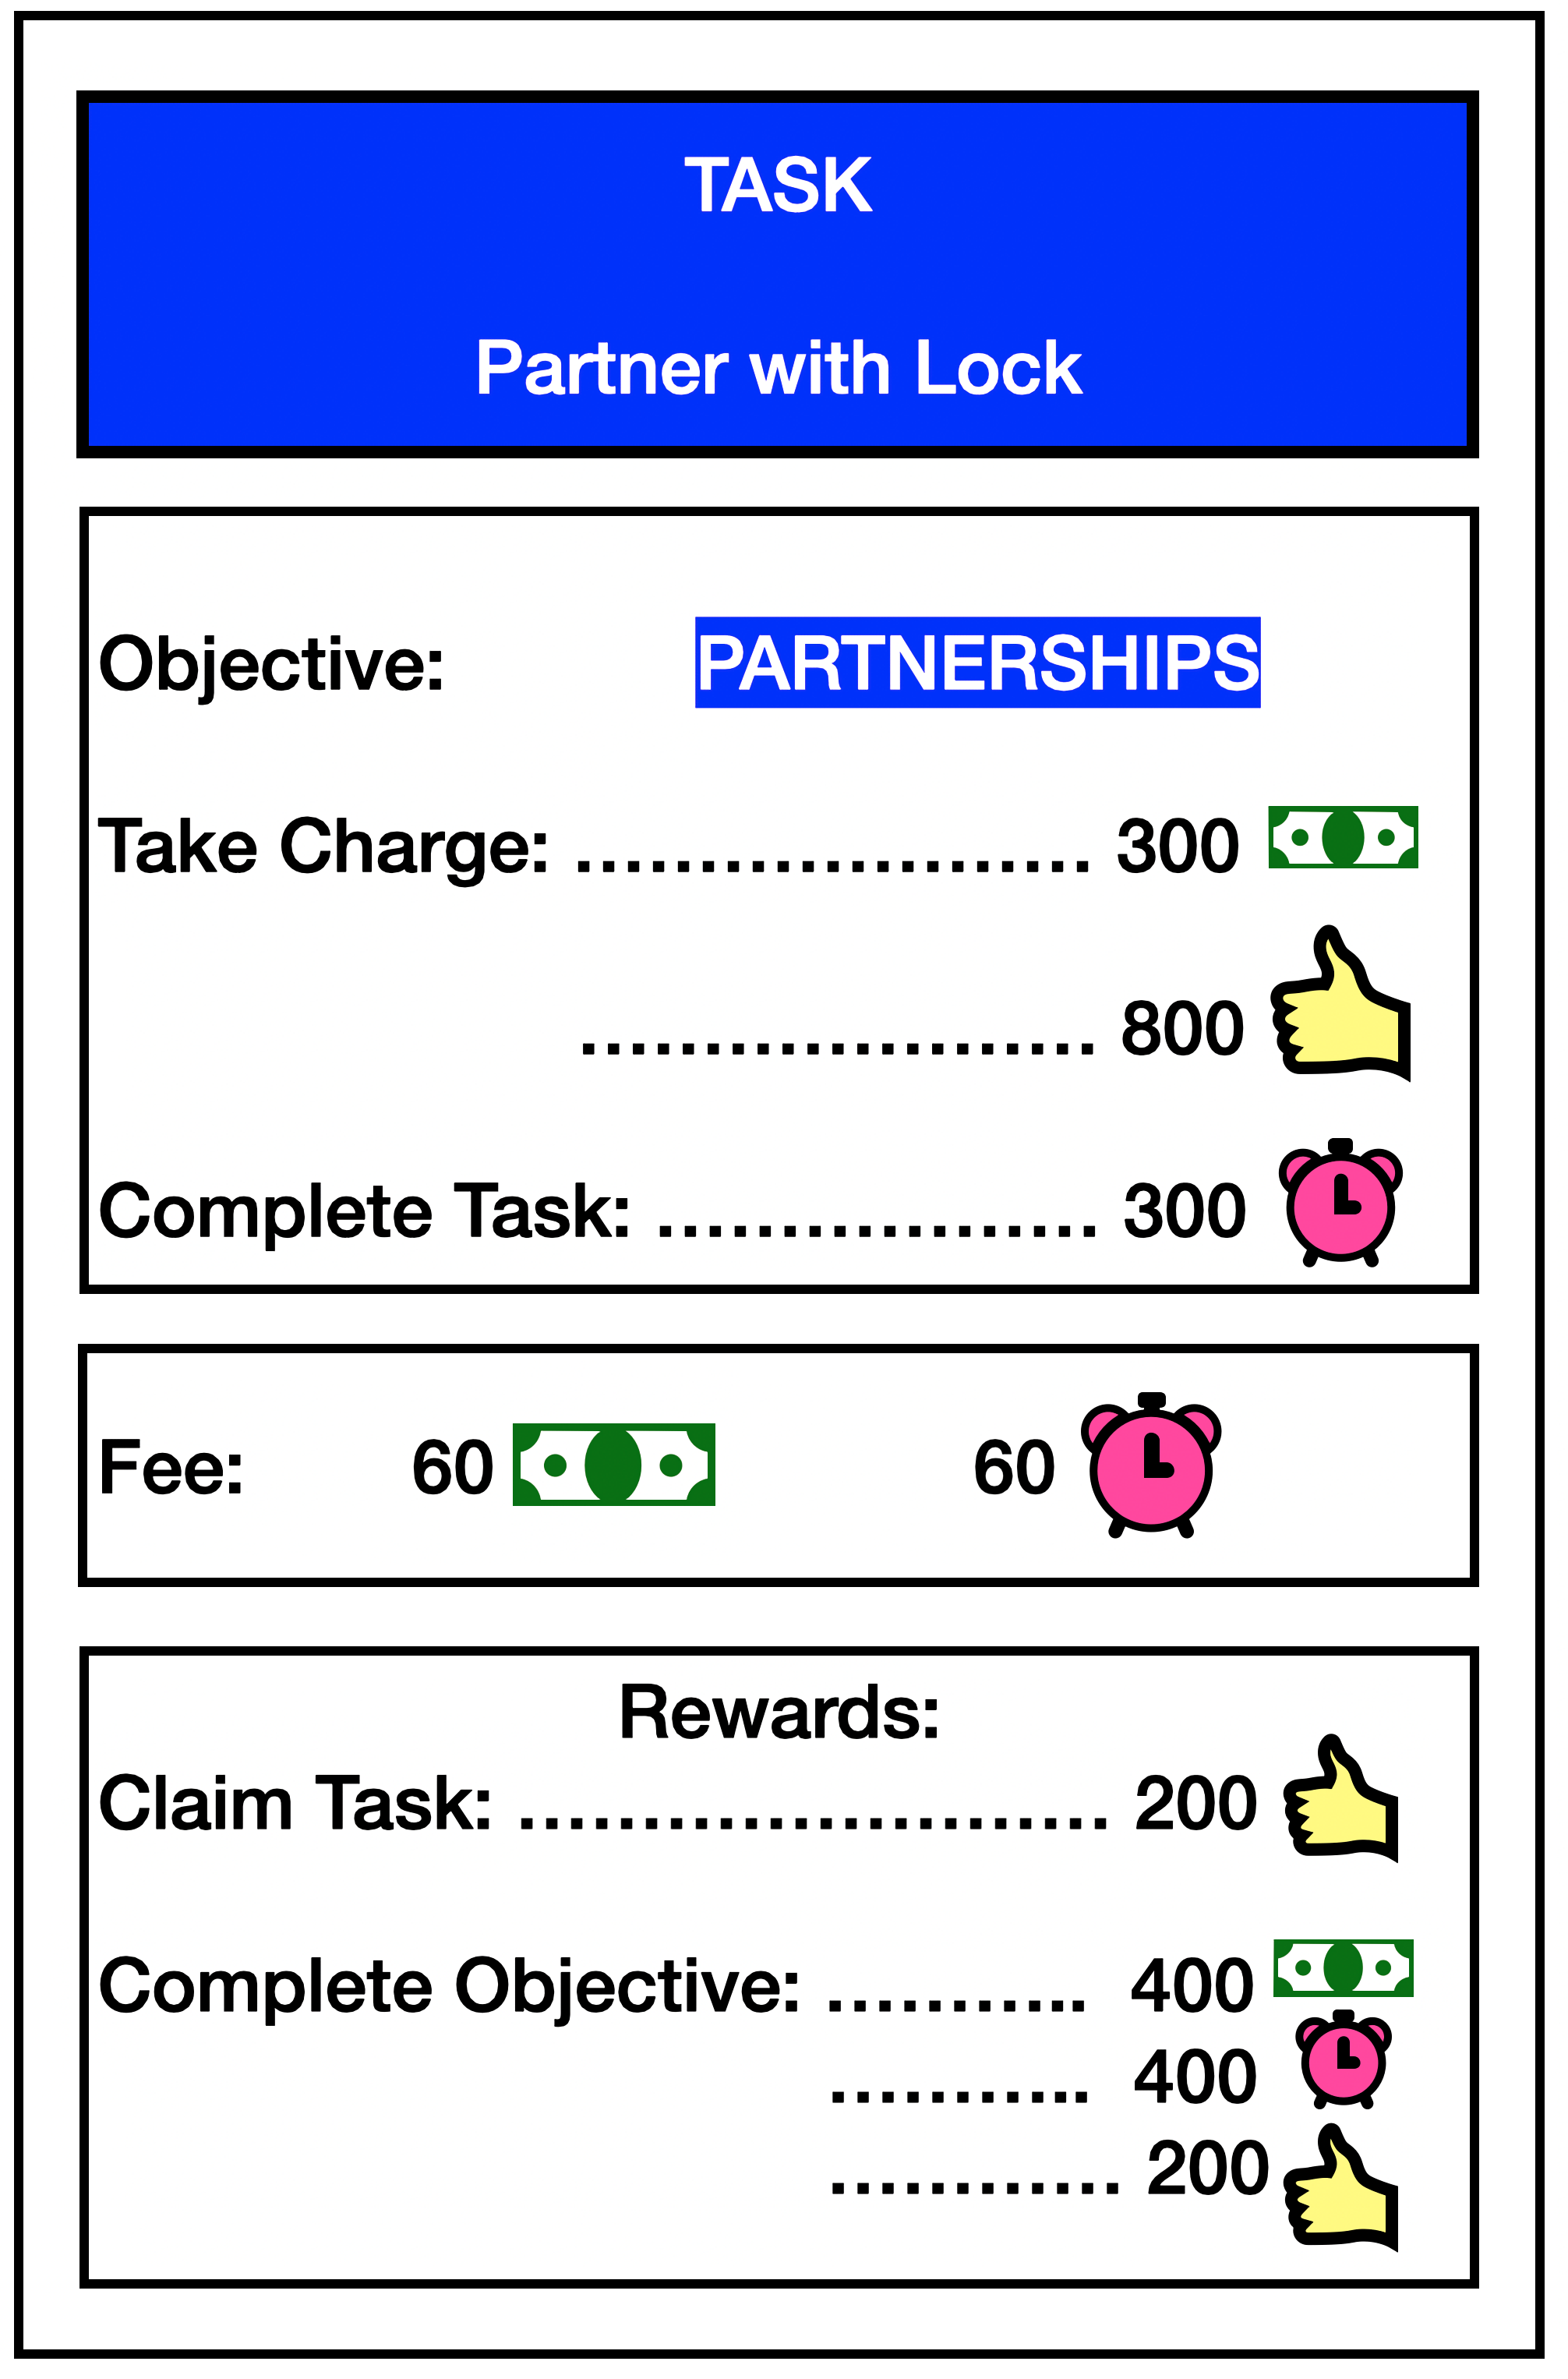 TASK
Partner with Lock
Objective: PARTNERSHIPS
Take Charge: ………………… 300
………………… 800
Complete Task: ……………… 300
Fee: 60 60
Rewards:
Claim Task: …………………… 200
Complete Objective: ……….. 400
……….. 400
………… 200